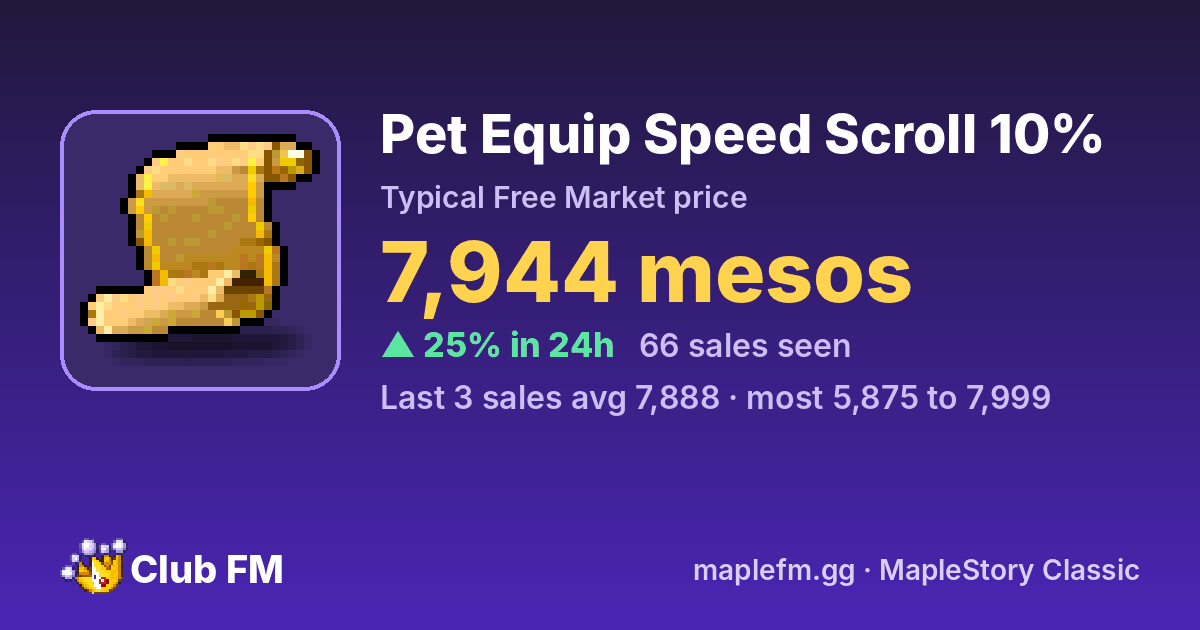 Pet Equip Speed Scroll 10%
Typical Free Market price
7,944 mesos
▲ 25% in 24h 66 sales seen
Last 3 sales avg 7,888 · most 5,875 to 7,999
Club FM
maplefm.gg · MapleStory Classic